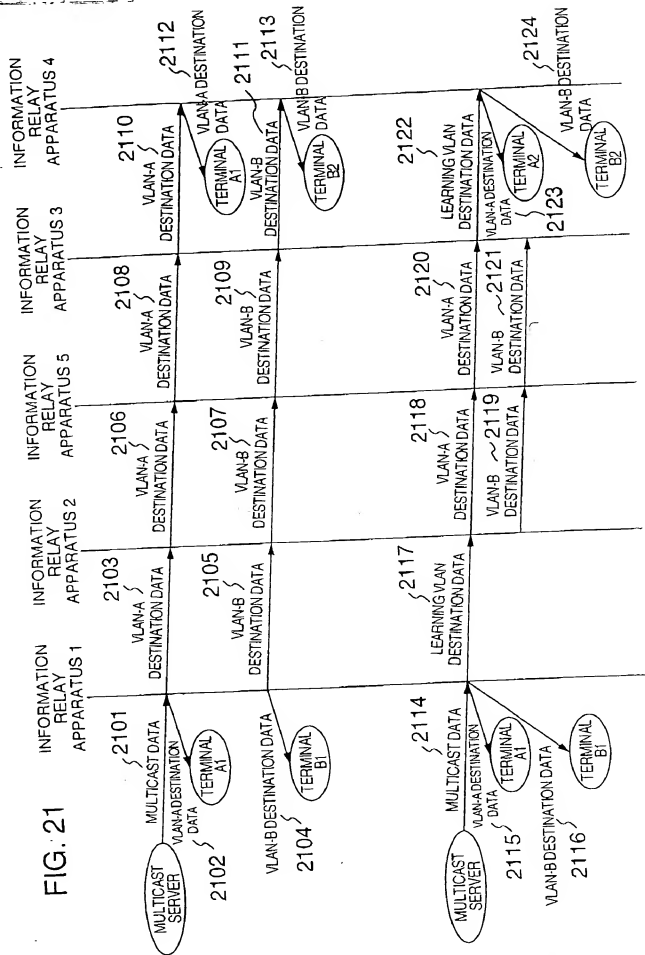 FIG. 21
INFORMATION
RELAY
APPARATUS 1
INFORMATION
RELAY
APPARATUS 2
INFORMATION
RELAY
APPARATUS 5
INFORMATION
RELAY
APPARATUS 3
INFORMATION
RELAY
APPARATUS 4
MULTICAST
SERVER
2101
MULTICAST DATA
VLAN-A DESTINATION
DATA
2102
TERMINAL
A1
2103
VLAN-A
DESTINATION DATA
2106
VLAN-A
DESTINATION DATA
2108
VLAN-A
DESTINATION DATA
2110
VLAN-A
DESTINATION DATA
TERMINAL
A1
2112
VLAN-A DESTINATION
DATA
VLAN-B DESTINATION DATA
2104
TERMINAL
B1
2105
VLAN-B
DESTINATION DATA
2107
VLAN-B
DESTINATION DATA
2109
VLAN-B
DESTINATION DATA
2111
VLAN-B
DESTINATION DATA
TERMINAL
B2
2113
VLAN-B DESTINATION
DATA
MULTICAST
SERVER
2114
MULTICAST DATA
VLAN-A DESTINATION
DATA
2115
TERMINAL
A1
VLAN-B DESTINATION DATA
2116
TERMINAL
B1
2117
LEARNING VLAN
DESTINATION DATA
2118
VLAN-A
DESTINATION DATA
VLAN-B 2119
DESTINATION DATA
2120
VLAN-A
DESTINATION DATA
VLAN-B 2121
DESTINATION DATA
2122
LEARNING VLAN
DESTINATION DATA
VLAN-A DESTINATION
DATA
2123
TERMINAL
A2
TERMINAL
B2
2124
VLAN-B DESTINATION
DATA